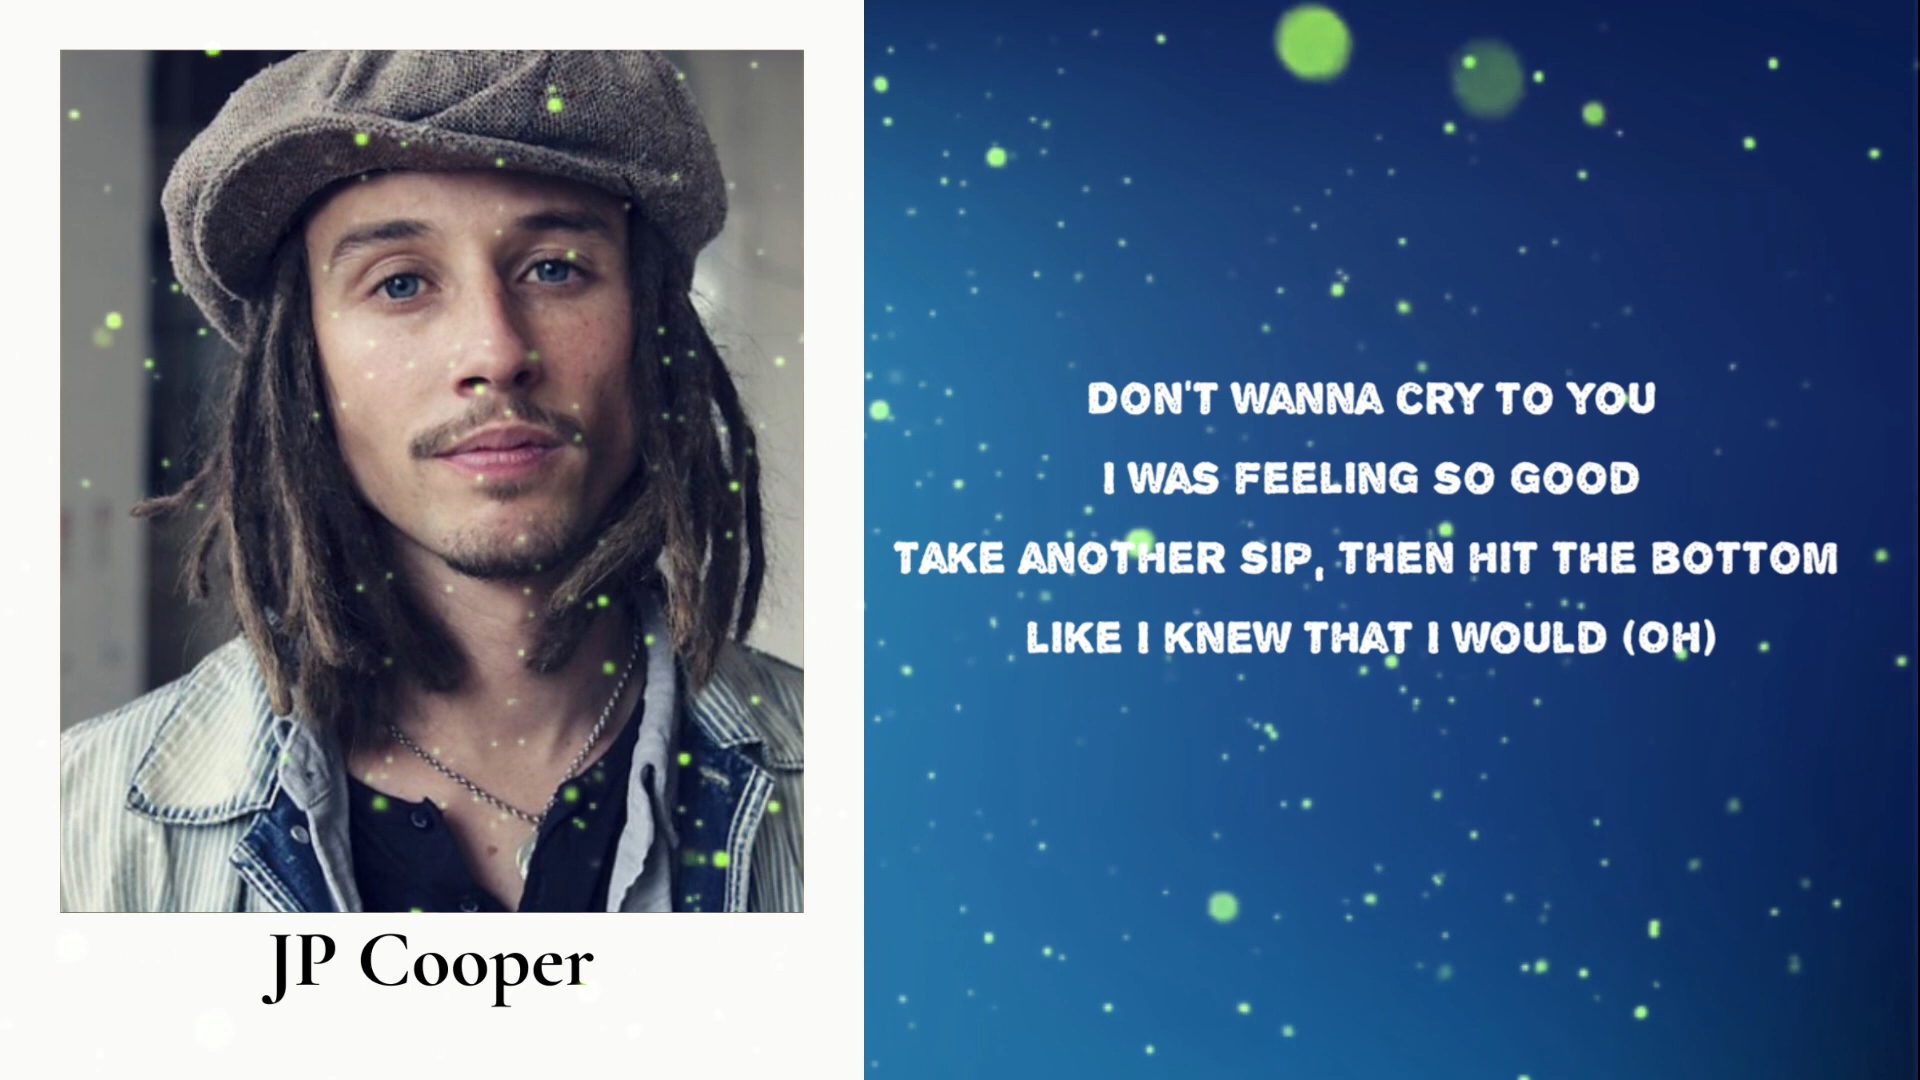 JP Cooper
DON'T WANNA CRY TO YOU
I WAS FEELING SO GOOD
TAKE ANOTHER SIP, THEN HIT THE BOTTOM
LIKE I KNEW THAT I WOULD (OH)